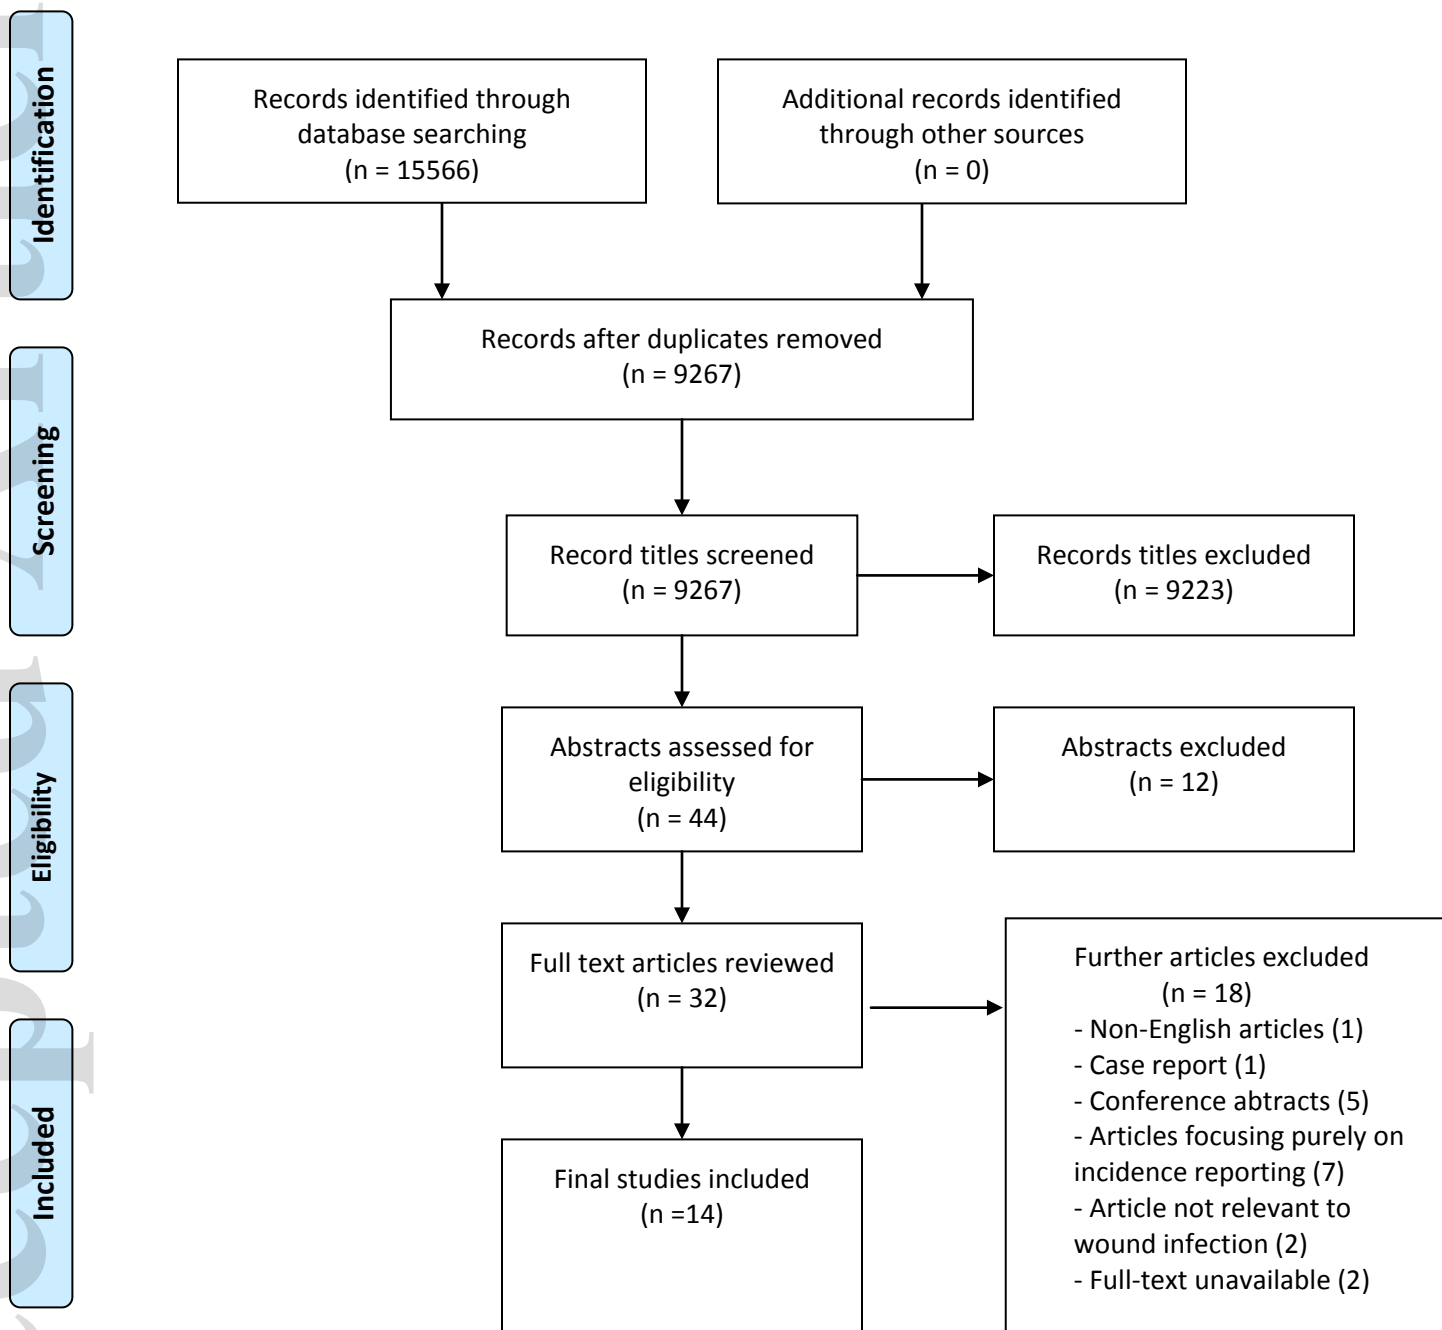 Identification
Records identified through
database searching
(n = 15566)
Additional records identified
through other sources
(n = 0)
Records after duplicates removed
(n = 9267)
Screening
Record titles screened
(n = 9267)
Records titles excluded
(n = 9223)
Eligibility
Abstracts assessed for
eligibility
(n = 44)
Abstracts excluded
(n = 12)
Full text articles reviewed
(n = 32)
Further articles excluded
(n = 18)
- Non-English articles (1)
- Case report (1)
- Conference abtracts (5)
- Articles focusing purely on
incidence reporting (7)
- Article not relevant to
wound infection (2)
- Full-text unavailable (2)
Included
Final studies included
(n =14)